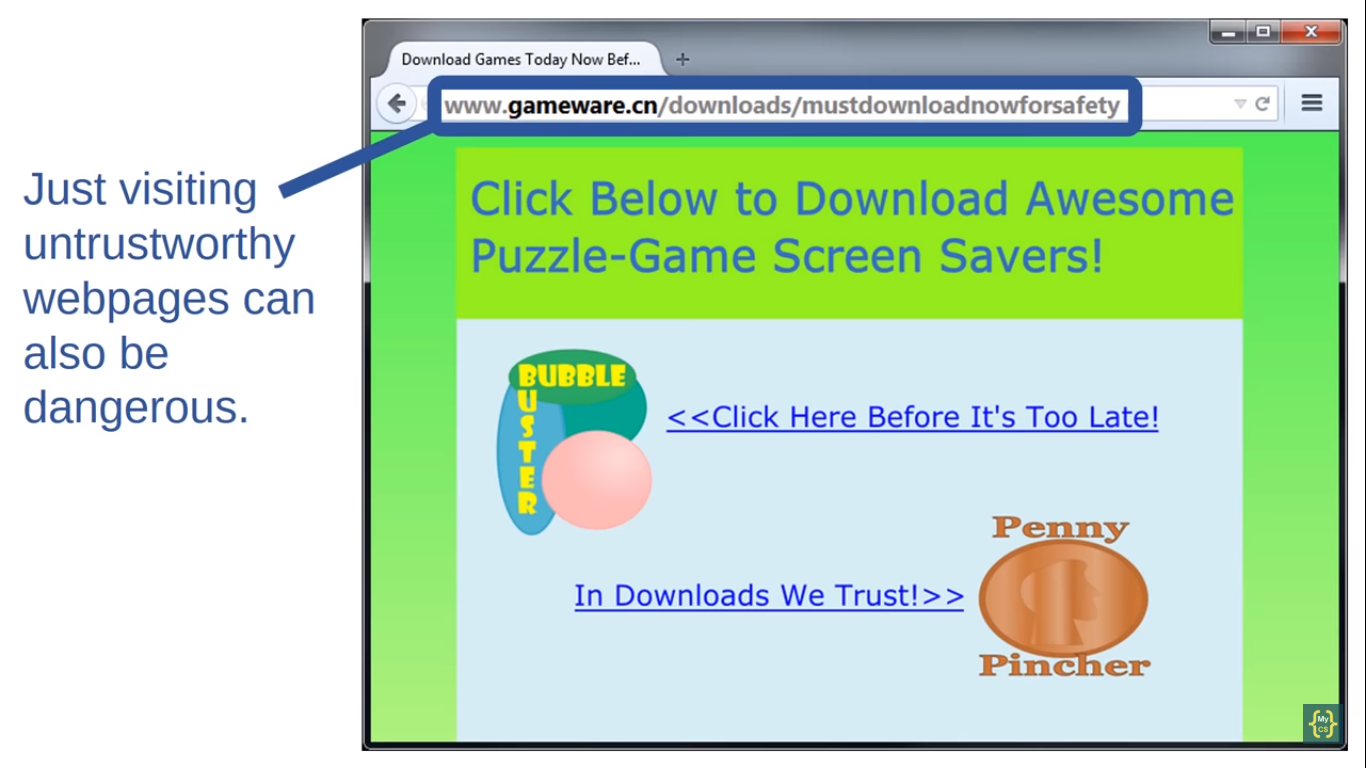 Download Games Today Now Bef...
www.gameware.cn/downloads/mustdownloadnowforsafety
Just visiting
untrustworthy
webpages can
also be
dangerous.
Click Below to Download Awesome
Puzzle-Game Screen Savers!
BUBBLE
BUSTER
<<Click Here Before It's Too Late!
Penny
In Downloads We Trust!>>
Pincher
My
CS